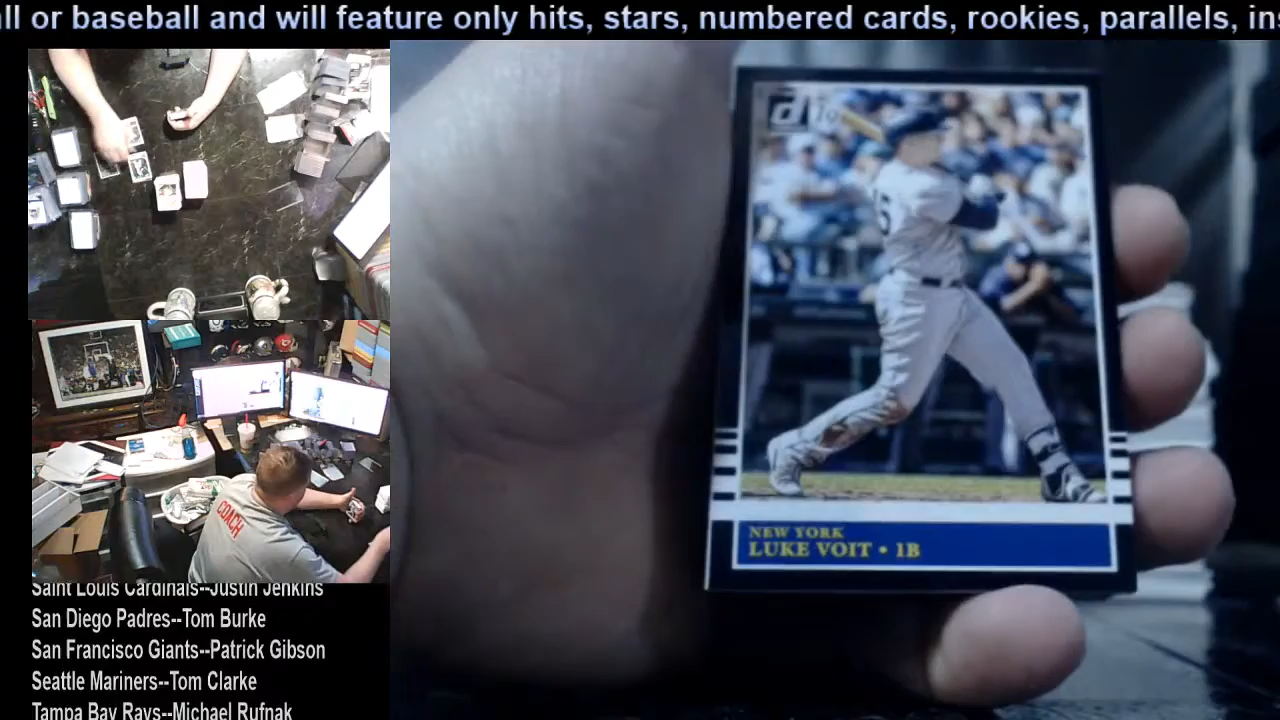 ll or baseball and will feature only hits, stars, numbered cards, rookies, parallels, ins
d 19
NEW YORK
LUKE VOIT • 1B
COACH
Saint Louis Cardinals--Justin Jenkins
San Diego Padres--Tom Burke
San Francisco Giants--Patrick Gibson
Seattle Mariners--Tom Clarke
Tampa Bay Rays--Michael Rufnak